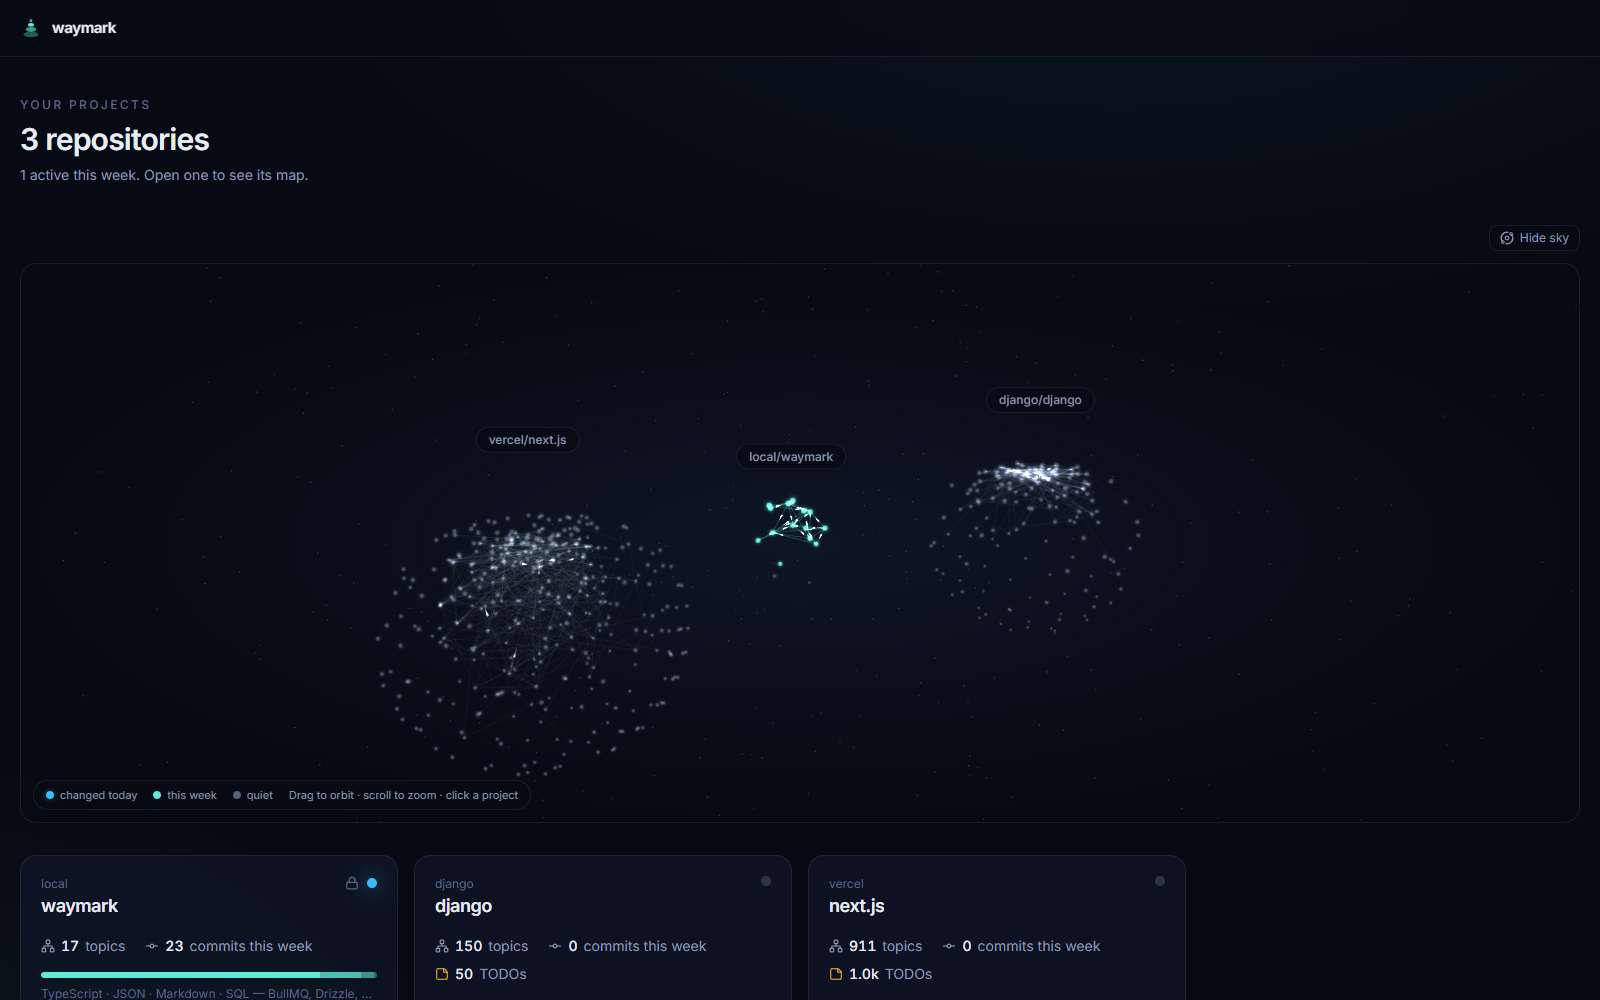 waymark
YOUR PROJECTS
3 repositories
1 active this week. Open one to see its map.
Hide sky
django/django
vercel/next.js
local/waymark
changed today this week quiet Drag to orbit · scroll to zoom · click a project
local
waymark
17 topics 23 commits this week
TypeScript · JSON · Markdown · SQL — BullMQ, Drizzle, ...
django
django
150 topics 0 commits this week
50 TODOs
vercel
next.js
911 topics 0 commits this week
1.0k TODOs